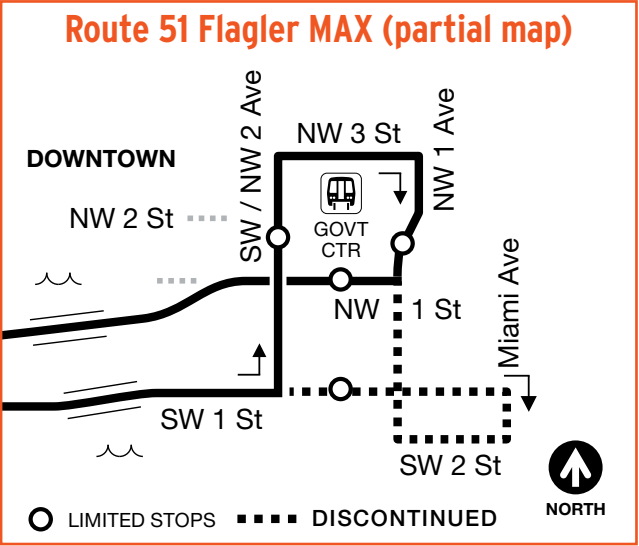 Route 51 Flagler MAX (partial map)
SW / NW 2 Ave
NW 3 St
NW 1 Ave
DOWNTOWN
NW 2 St
GOVT
CTR
NW 1 St
Miami Ave
SW 1 St
SW 2 St
NORTH
LIMITED STOPS
DISCONTINUED